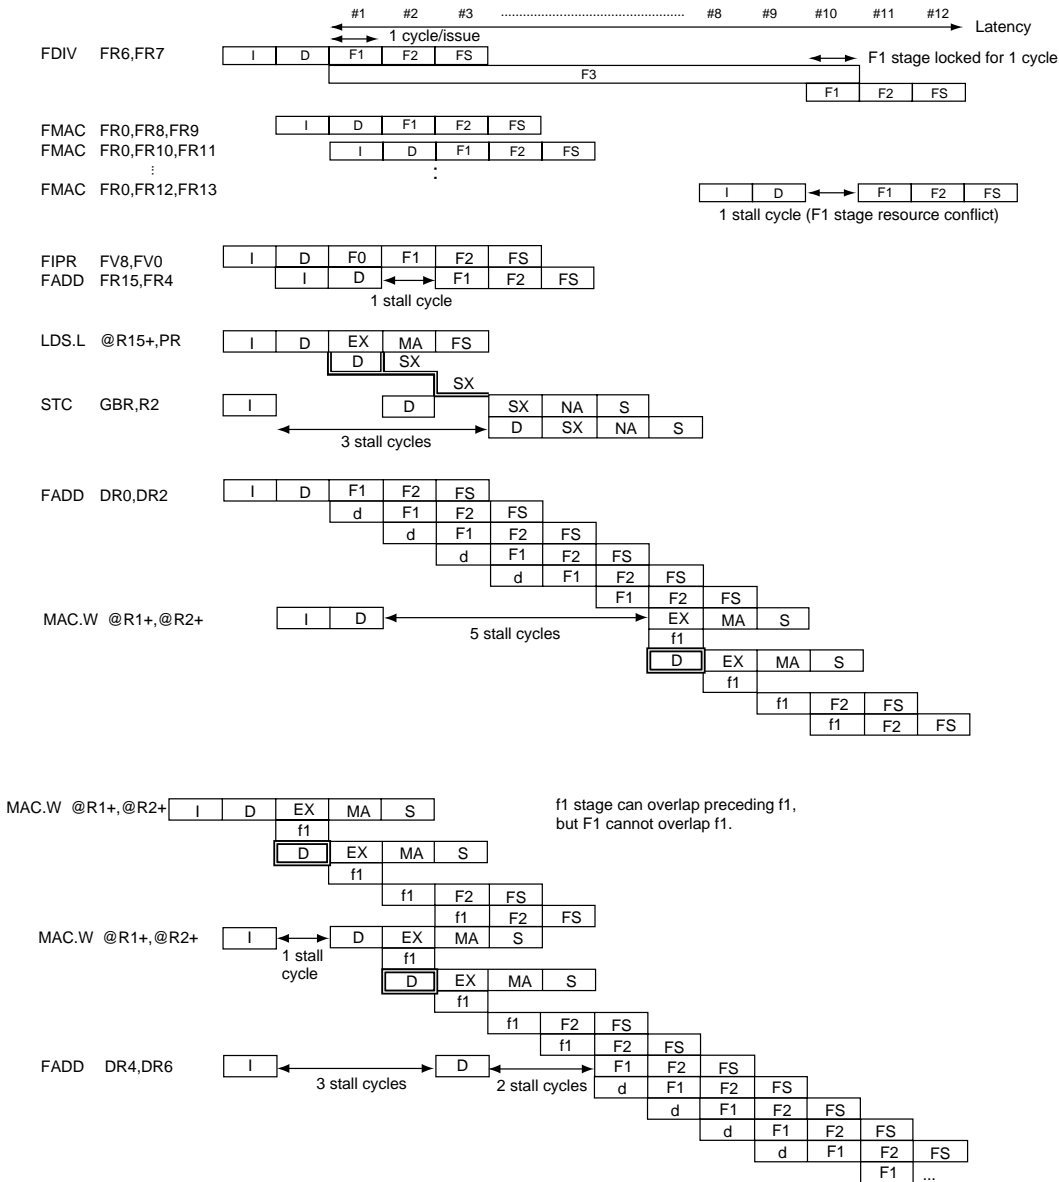 #1 #2 #3 ................................................ #8 #9 #10 #11 #12
Latency
1 cycle/issue
FDIV FR6,FR7 I D F1 F2 FS F1 stage locked for 1 cycle
F3
F1 F2 FS
FMAC FR0,FR8,FR9 I D F1 F2 FS
FMAC FR0,FR10,FR11 I D F1 F2 FS
⋮ :
FMAC FR0,FR12,FR13 I D F1 F2 FS
1 stall cycle (F1 stage resource conflict)
FIPR FV8,FV0 I D F0 F1 F2 FS
FADD FR15,FR4 I D F1 F2 FS
1 stall cycle
LDS.L @R15+,PR I D EX MA FS
D SX
SX
STC GBR,R2 I D SX NA S
D SX NA S
3 stall cycles
FADD DR0,DR2 I D F1 F2 FS
d F1 F2 FS
d F1 F2 FS
d F1 F2 FS
d F1 F2 FS
F1 F2 FS
MAC.W @R1+,@R2+ I D EX MA S
5 stall cycles
f1
D EX MA S
f1
f1 F2 FS
f1 F2 FS
MAC.W @R1+,@R2+ I D EX MA S f1 stage can overlap preceding f1,
f1 but F1 cannot overlap f1.
D EX MA S
f1
f1 F2 FS
f1 F2 FS
MAC.W @R1+,@R2+ I D EX MA S
1 stall
cycle
f1
D EX MA S
f1
f1 F2 FS
f1 F2 FS
FADD DR4,DR6 I D F1 F2 FS
3 stall cycles 2 stall cycles d F1 F2 FS
d F1 F2 FS
d F1 F2 FS
d F1 F2 FS
F1 ...